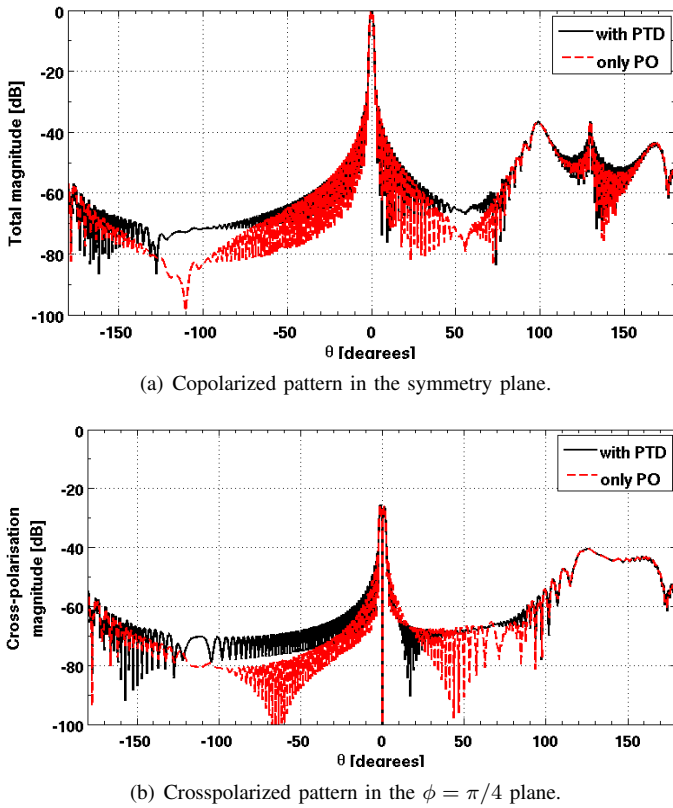 0
-20
-40
-60
-80
-100
Total magnitude [dB]
with PTD
only PO
-150 -100 -50 0 50 100 150
θ [degrees]
(a) Copolarized pattern in the symmetry plane.
0
-20
-40
-60
-80
-100
Cross-polarisation
magnitude [dB]
with PTD
only PO
-150 -100 -50 0 50 100 150
θ [degrees]
(b) Crosspolarized pattern in the ϕ = π/4 plane.